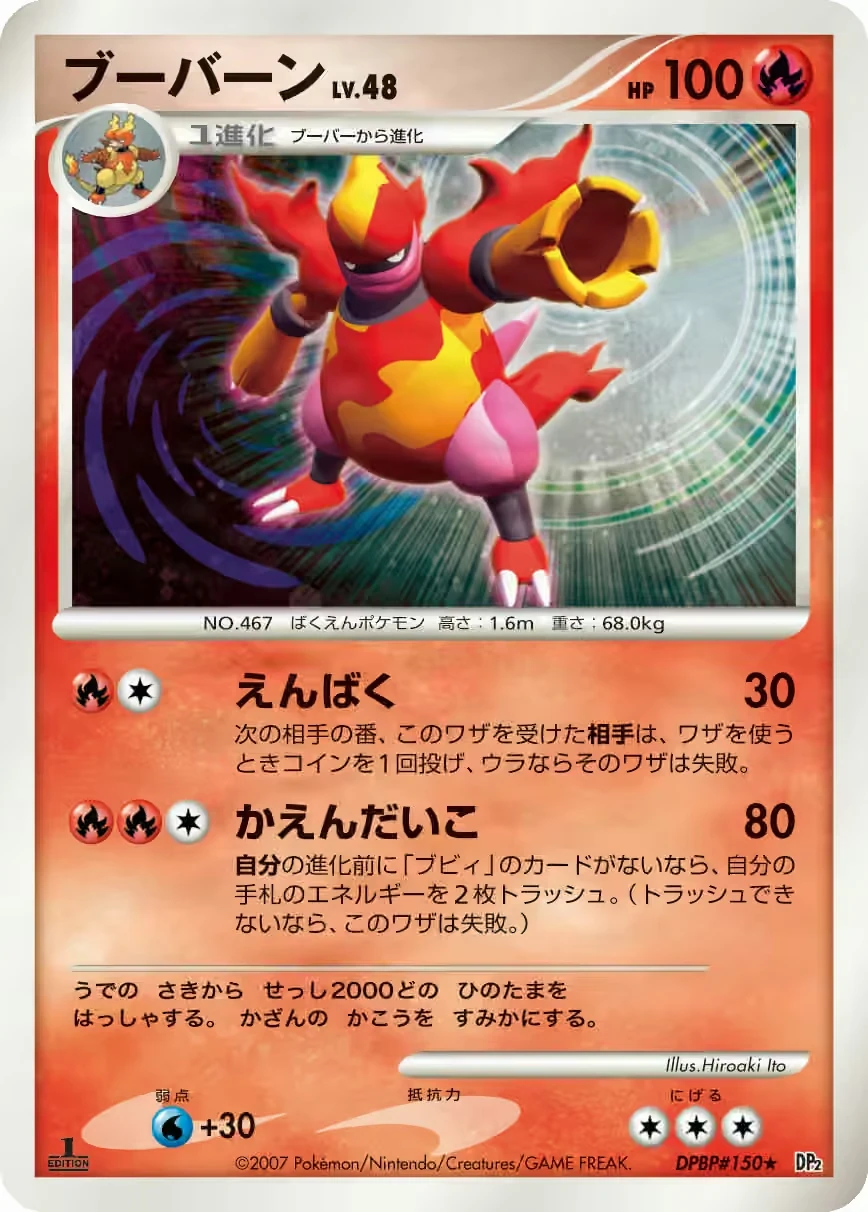 ブーバーン LV.48 HP 100
1進化 ブーバーから進化
NO.467 ばくえんポケモン 高さ：1.6m 重さ：68.0kg
えんばく 30
次の相手の番、このワザを受けた相手は、ワザを使う
ときコインを1回投げ、ウラならそのワザは失敗。
かえんだいこ 80
自分の進化前に「ブビィ」のカードがないなら、自分の
手札のエネルギーを2枚トラッシュ。（トラッシュでき
ないなら、このワザは失敗。）
うでの さきから せっし2000どの ひのたまを
はっしゃする。 かざんの かこうを すみかにする。
Illus.Hiroaki Ito
弱点 抵抗力 にげる
+30
1 EDITION ©2007 Pokémon/Nintendo/Creatures/GAME FREAK. DPBP#150★ DP2